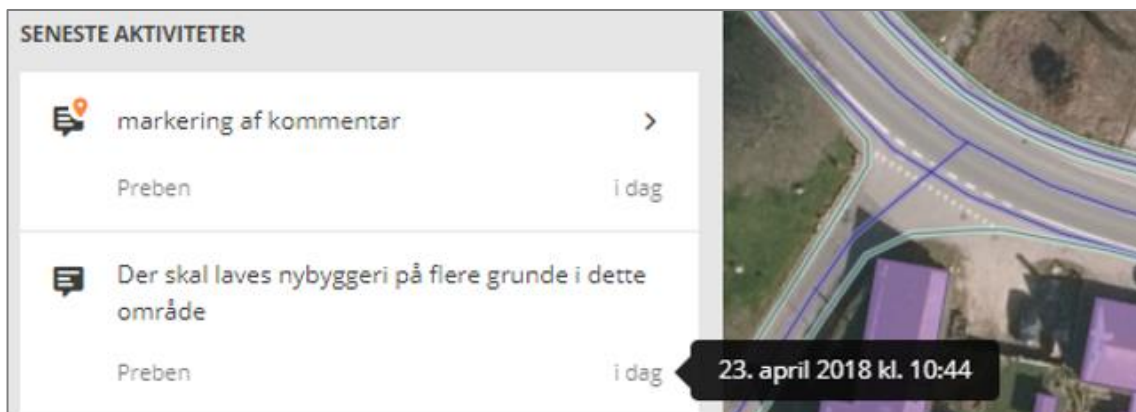 SENESTE AKTIVITETER
markering af kommentar
Preben i dag
Der skal laves nybyggeri på flere grunde i dette
område
Preben i dag
23. april 2018 kl. 10:44